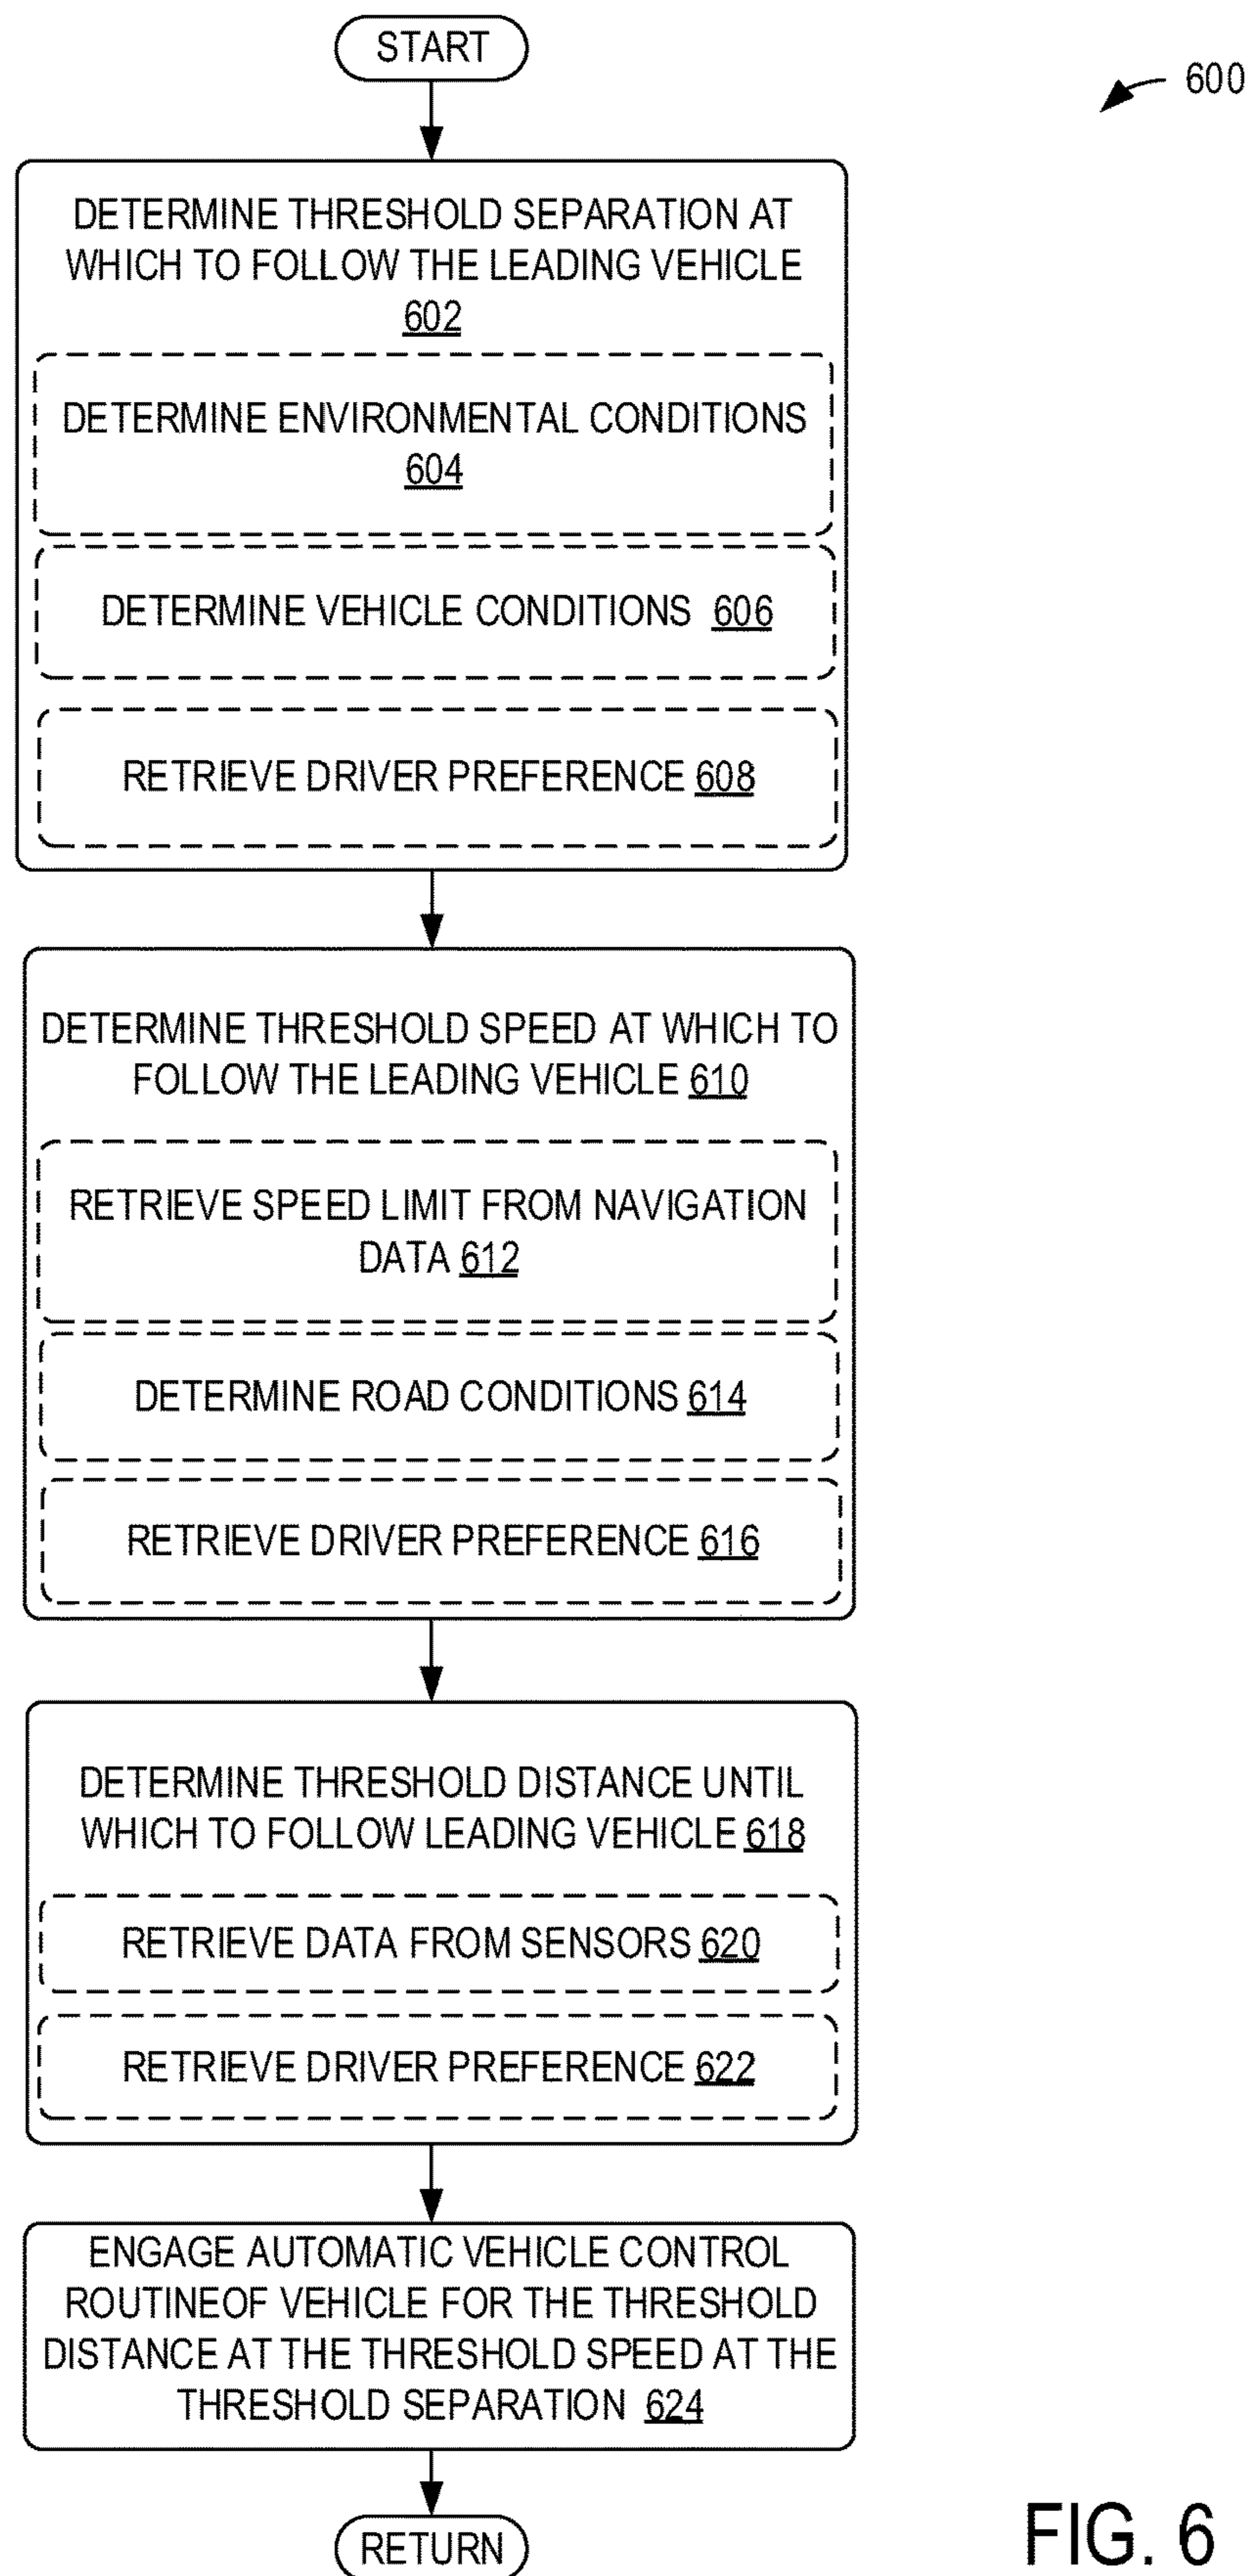 START
600
DETERMINE THRESHOLD SEPARATION AT
WHICH TO FOLLOW THE LEADING VEHICLE
602
DETERMINE ENVIRONMENTAL CONDITIONS
604
DETERMINE VEHICLE CONDITIONS 606
RETRIEVE DRIVER PREFERENCE 608
DETERMINE THRESHOLD SPEED AT WHICH TO
FOLLOW THE LEADING VEHICLE 610
RETRIEVE SPEED LIMIT FROM NAVIGATION
DATA 612
DETERMINE ROAD CONDITIONS 614
RETRIEVE DRIVER PREFERENCE 616
DETERMINE THRESHOLD DISTANCE UNTIL
WHICH TO FOLLOW LEADING VEHICLE 618
RETRIEVE DATA FROM SENSORS 620
RETRIEVE DRIVER PREFERENCE 622
ENGAGE AUTOMATIC VEHICLE CONTROL
ROUTINEOF VEHICLE FOR THE THRESHOLD
DISTANCE AT THE THRESHOLD SPEED AT THE
THRESHOLD SEPARATION 624
RETURN
FIG. 6